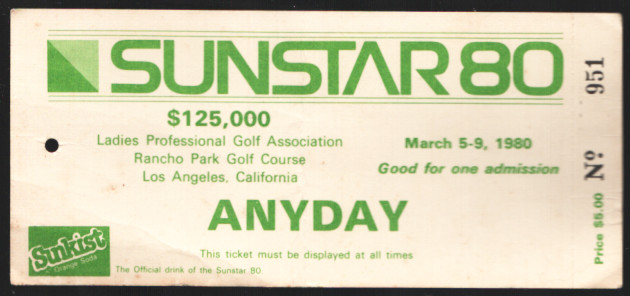 SUNSTAR 80
$125,000
Ladies Professional Golf Association
Rancho Park Golf Course
Los Angeles, California
March 5-9, 1980
Good for one admission
ANYDAY
This ticket must be displayed at all times
Sunkist
Orange Soda
The Official drink of the Sunstar 80
Price $5.00
Nº 951